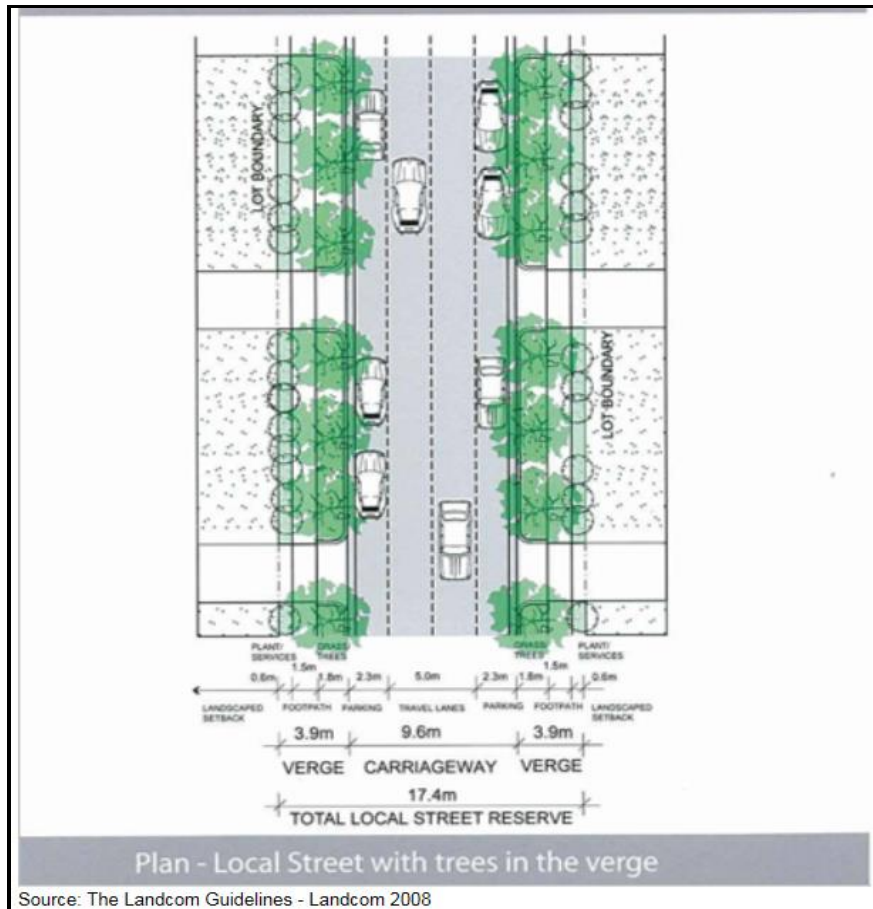 LOT BOUNDARY
LOT BOUNDARY
PLANT/ GRASS/ GRASS/ PLANT/
SERVICES TREES TREES SERVICES
1.5m 1.5m
0.6m 1.8m 2.3m 5.0m 2.3m 1.8m 0.6m
LANDSCAPED FOOTPATH PARKING TRAVEL LANES PARKING FOOTPATH LANDSCAPED
SETBACK SETBACK
3.9m 9.6m 3.9m
VERGE CARRIAGEWAY VERGE
17.4m
TOTAL LOCAL STREET RESERVE
Plan - Local Street with trees in the verge
Source: The Landcom Guidelines - Landcom 2008